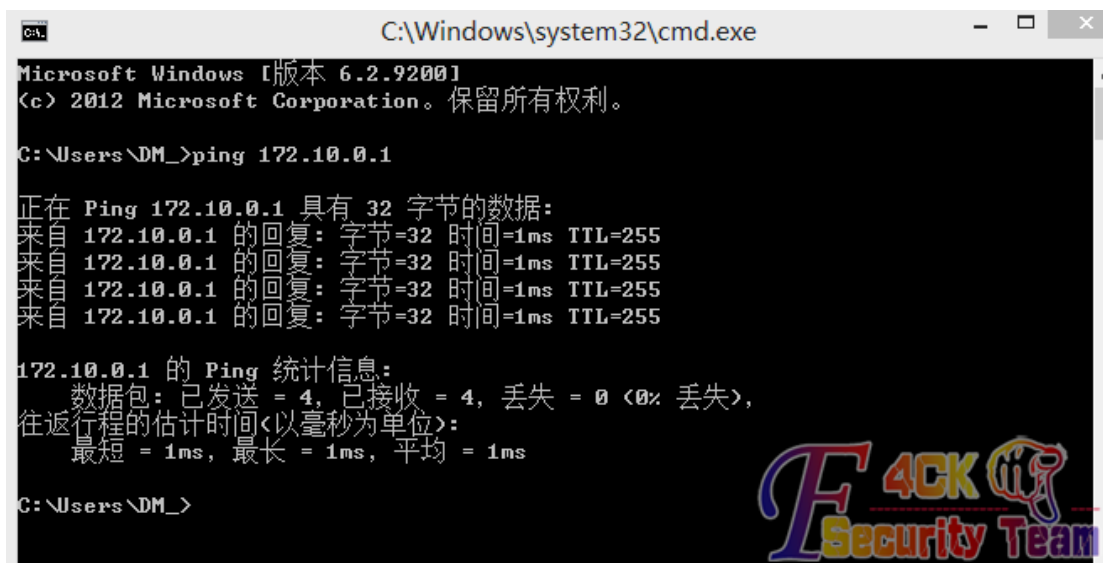 C:\Windows\system32\cmd.exe
Microsoft Windows [版本 6.2.9200]
(c) 2012 Microsoft Corporation。保留所有权利。
C:\Users\DM_>ping 172.10.0.1
正在 Ping 172.10.0.1 具有 32 字节的数据:
来自 172.10.0.1 的回复: 字节=32 时间=1ms TTL=255
来自 172.10.0.1 的回复: 字节=32 时间=1ms TTL=255
来自 172.10.0.1 的回复: 字节=32 时间=1ms TTL=255
来自 172.10.0.1 的回复: 字节=32 时间=1ms TTL=255
172.10.0.1 的 Ping 统计信息:
数据包: 已发送 = 4, 已接收 = 4, 丢失 = 0 (0% 丢失),
往返行程的估计时间(以毫秒为单位):
最短 = 1ms, 最长 = 1ms, 平均 = 1ms
C:\Users\DM_>
F4CK
Security Team